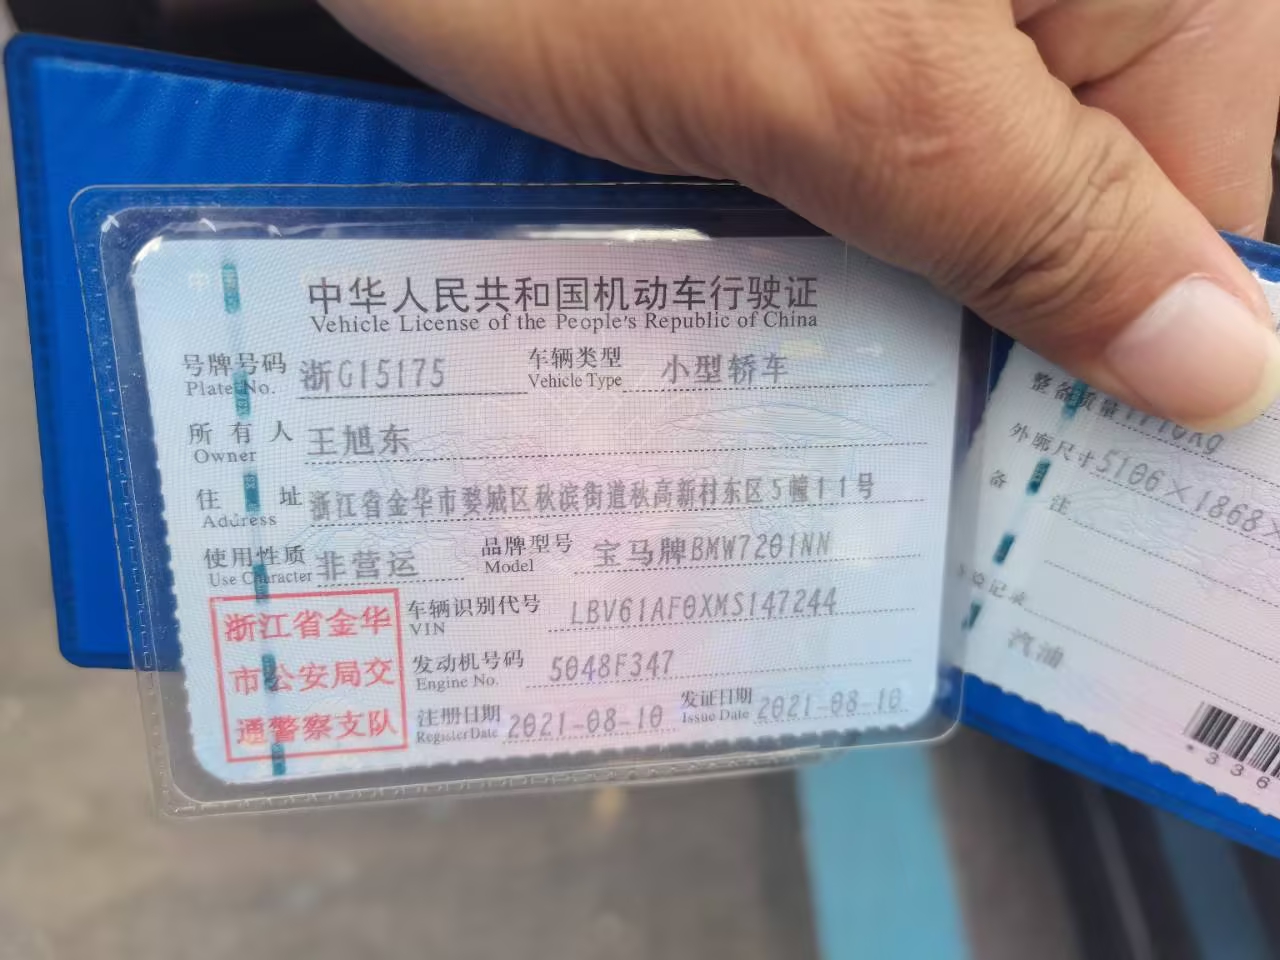 中华人民共和国机动车行驶证
Vehicle License of the People's Republic of China
号牌号码 浙G15175 车辆类型 小型轿车
Plate No. Vehicle Type
所有人 王旭东
Owner
住址 浙江省金华市婺城区秋滨街道秋高新村东区5幢11号
Address
使用性质 非营运 品牌型号 宝马牌BMW7201NN
Use Character Model
浙江省金华
市公安局交
通警察支队
车辆识别代号 LBV61AF0XMS147244
VIN
发动机号码 5048F347
Engine No.
注册日期 2021-08-10 发证日期 2021-08-10
Register Date Issue Date
整备质量
外廓尺寸 5106×1868×
备注
记录
汽油
*336